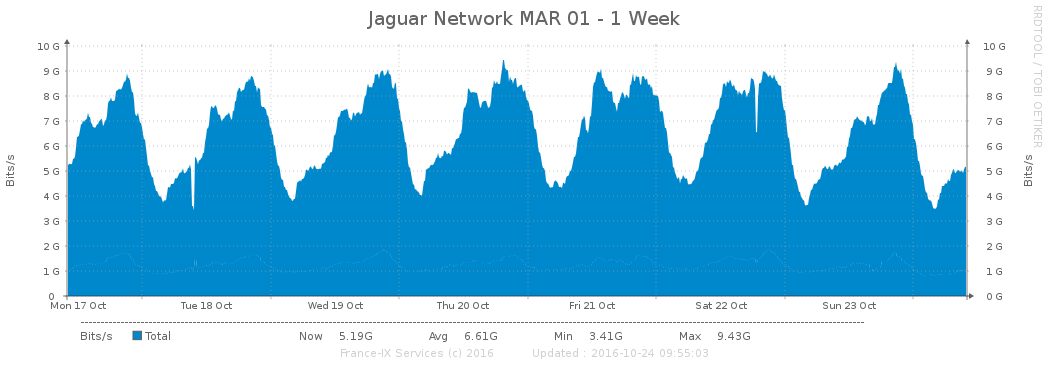 Jaguar Network MAR 01 - 1 Week
RRDTOOL / TOBI OETIKER
10 G 10 G
9 G 9 G
8 G 8 G
7 G 7 G
6 G 6 G
5 G 5 G
4 G 4 G
3 G 3 G
2 G 2 G
1 G 1 G
0 0 G
Bits/s
Bits/s
Mon 17 Oct Tue 18 Oct Wed 19 Oct Thu 20 Oct Fri 21 Oct Sat 22 Oct Sun 23 Oct
Bits/s Total Now 5.19G Avg 6.61G Min 3.41G Max 9.43G
France-IX Services (c) 2016 Updated : 2016-10-24 09:55:03